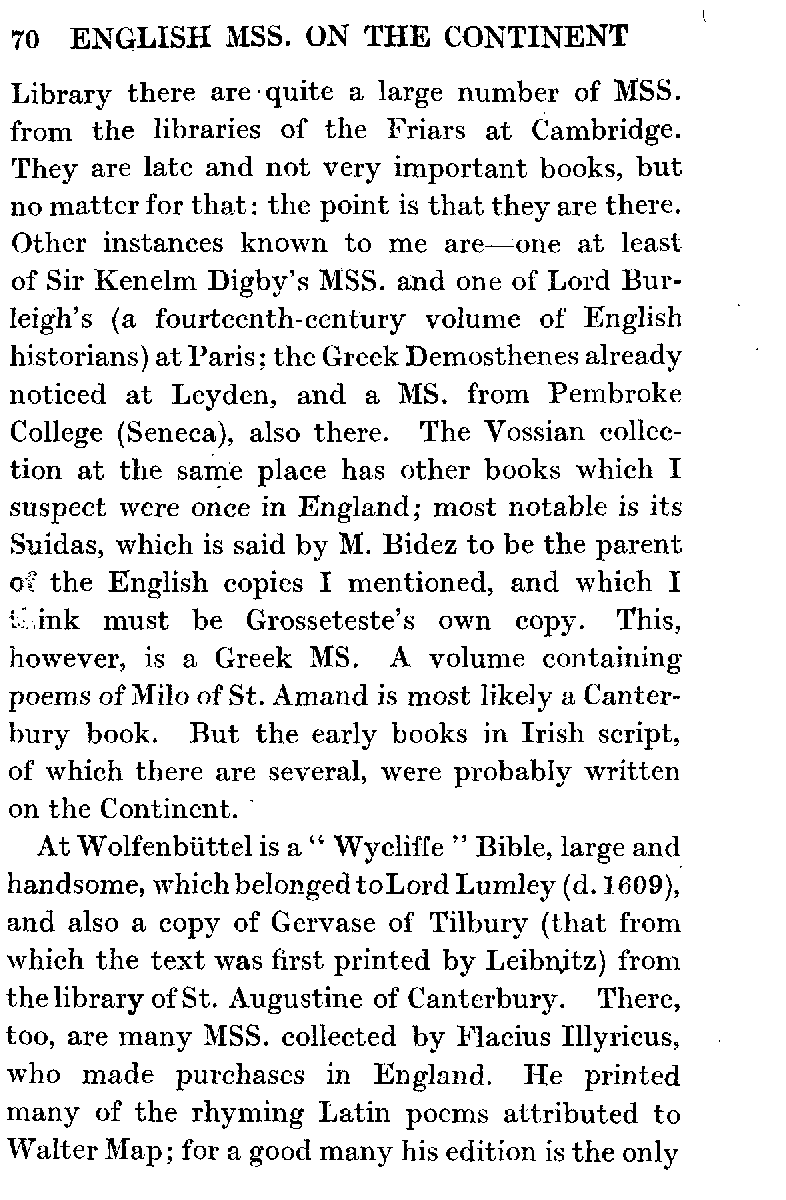 70 ENGLISH MSS. ON THE CONTINENT
Library there are quite a large number of MSS.
from the libraries of the Friars at Cambridge.
They are late and not very important books, but
no matter for that: the point is that they are there.
Other instances known to me are—one at least
of Sir Kenelm Digby's MSS. and one of Lord Bur-
leigh's (a fourteenth-century volume of English
historians) at Paris; the Greek Demosthenes already
noticed at Leyden, and a MS. from Pembroke
College (Seneca), also there. The Vossian collec-
tion at the same place has other books which I
suspect were once in England; most notable is its
Suidas, which is said by M. Bidez to be the parent
of the English copies I mentioned, and which I
think must be Grosseteste's own copy. This,
however, is a Greek MS. A volume containing
poems of Milo of St. Amand is most likely a Canter-
bury book. But the early books in Irish script,
of which there are several, were probably written
on the Continent.
At Wolfenbüttel is a "Wycliffe" Bible, large and
handsome, which belonged to Lord Lumley (d. 1609),
and also a copy of Gervase of Tilbury (that from
which the text was first printed by Leibnitz) from
the library of St. Augustine of Canterbury. There,
too, are many MSS. collected by Flacius Illyricus,
who made purchases in England. He printed
many of the rhyming Latin poems attributed to
Walter Map; for a good many his edition is the only